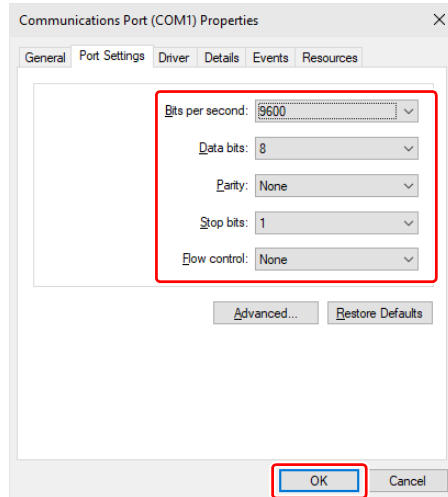 Communications Port (COM1) Properties
General Port Settings Driver Details Events Resources
Bits per second: 9600
Data bits: 8
Parity: None
Stop bits: 1
Flow control: None
Advanced... Restore Defaults
OK Cancel